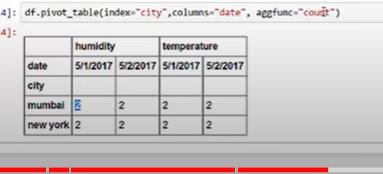 4]: df.pivot_table(index="city",columns="date", aggfunc="count")
4]:
humidity temperature
date 5/1/2017 5/2/2017 5/1/2017 5/2/2017
city
mumbai 2 2 2 2
new york 2 2 2 2